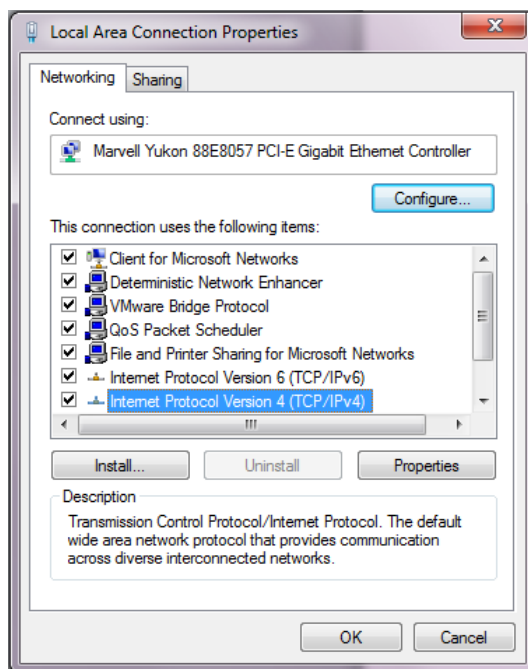 Local Area Connection Properties
Networking
Sharing
Connect using:
Marvell Yukon 88E8057 PCI-E Gigabit Ethernet Controller
Configure...
This connection uses the following items:
Client for Microsoft Networks
Deterministic Network Enhancer
VMware Bridge Protocol
QoS Packet Scheduler
File and Printer Sharing for Microsoft Networks
Internet Protocol Version 6 (TCP/IPv6)
Internet Protocol Version 4 (TCP/IPv4)
Install...
Uninstall
Properties
Description
Transmission Control Protocol/Internet Protocol. The default
wide area network protocol that provides communication
across diverse interconnected networks.
OK
Cancel